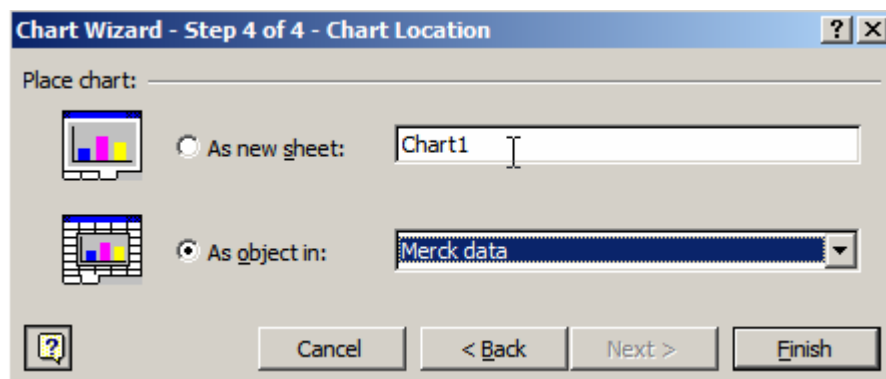 Chart Wizard - Step 4 of 4 - Chart Location
Place chart:
As new sheet: Chart1
As object in: Merck data
Cancel < Back Next > Finish